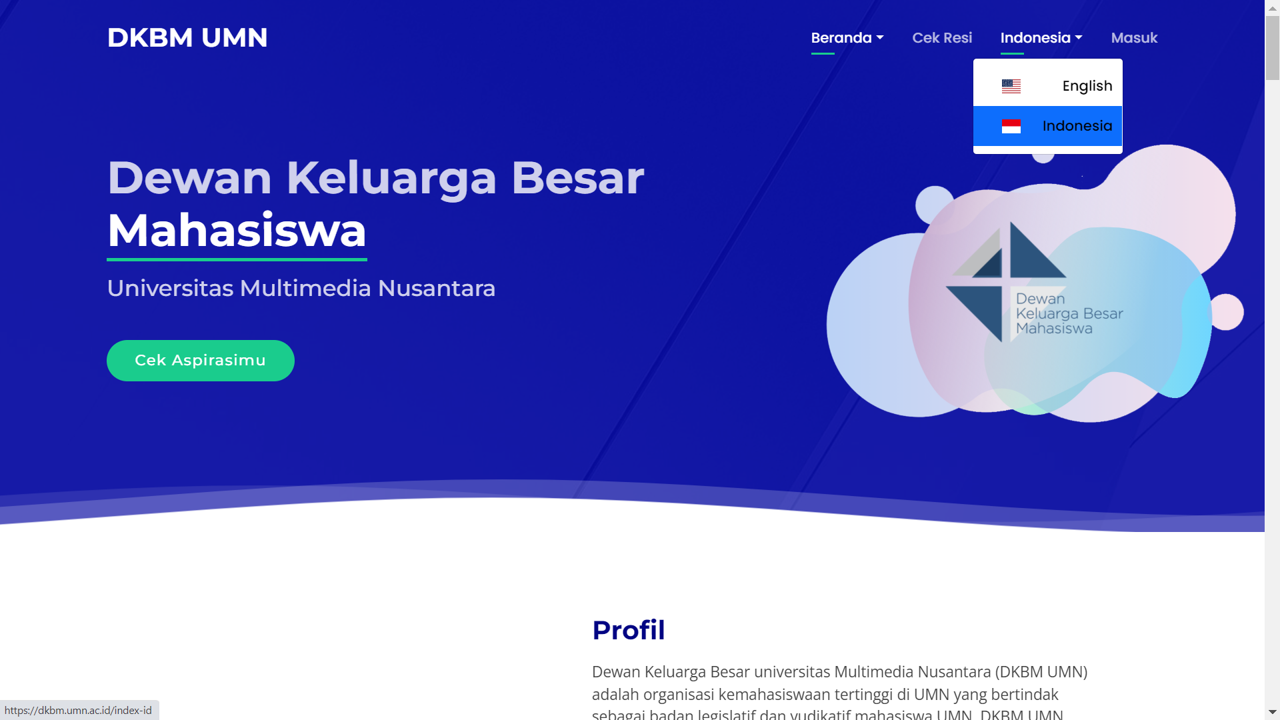 DKBM UMN
Beranda
Cek Resi
Indonesia
Masuk
English
Indonesia
Dewan Keluarga Besar
Mahasiswa
Universitas Multimedia Nusantara
Cek Aspirasimu
Dewan
Keluarga Besar
Mahasiswa
Profil
Dewan Keluarga Besar universitas Multimedia Nusantara (DKBM UMN)
adalah organisasi kemahasiswaan tertinggi di UMN yang bertindak
sebagai badan legislatif dan yudikatif mahasiswa UMN. DKBM UMN
https://dkbm.umn.ac.id/index-id